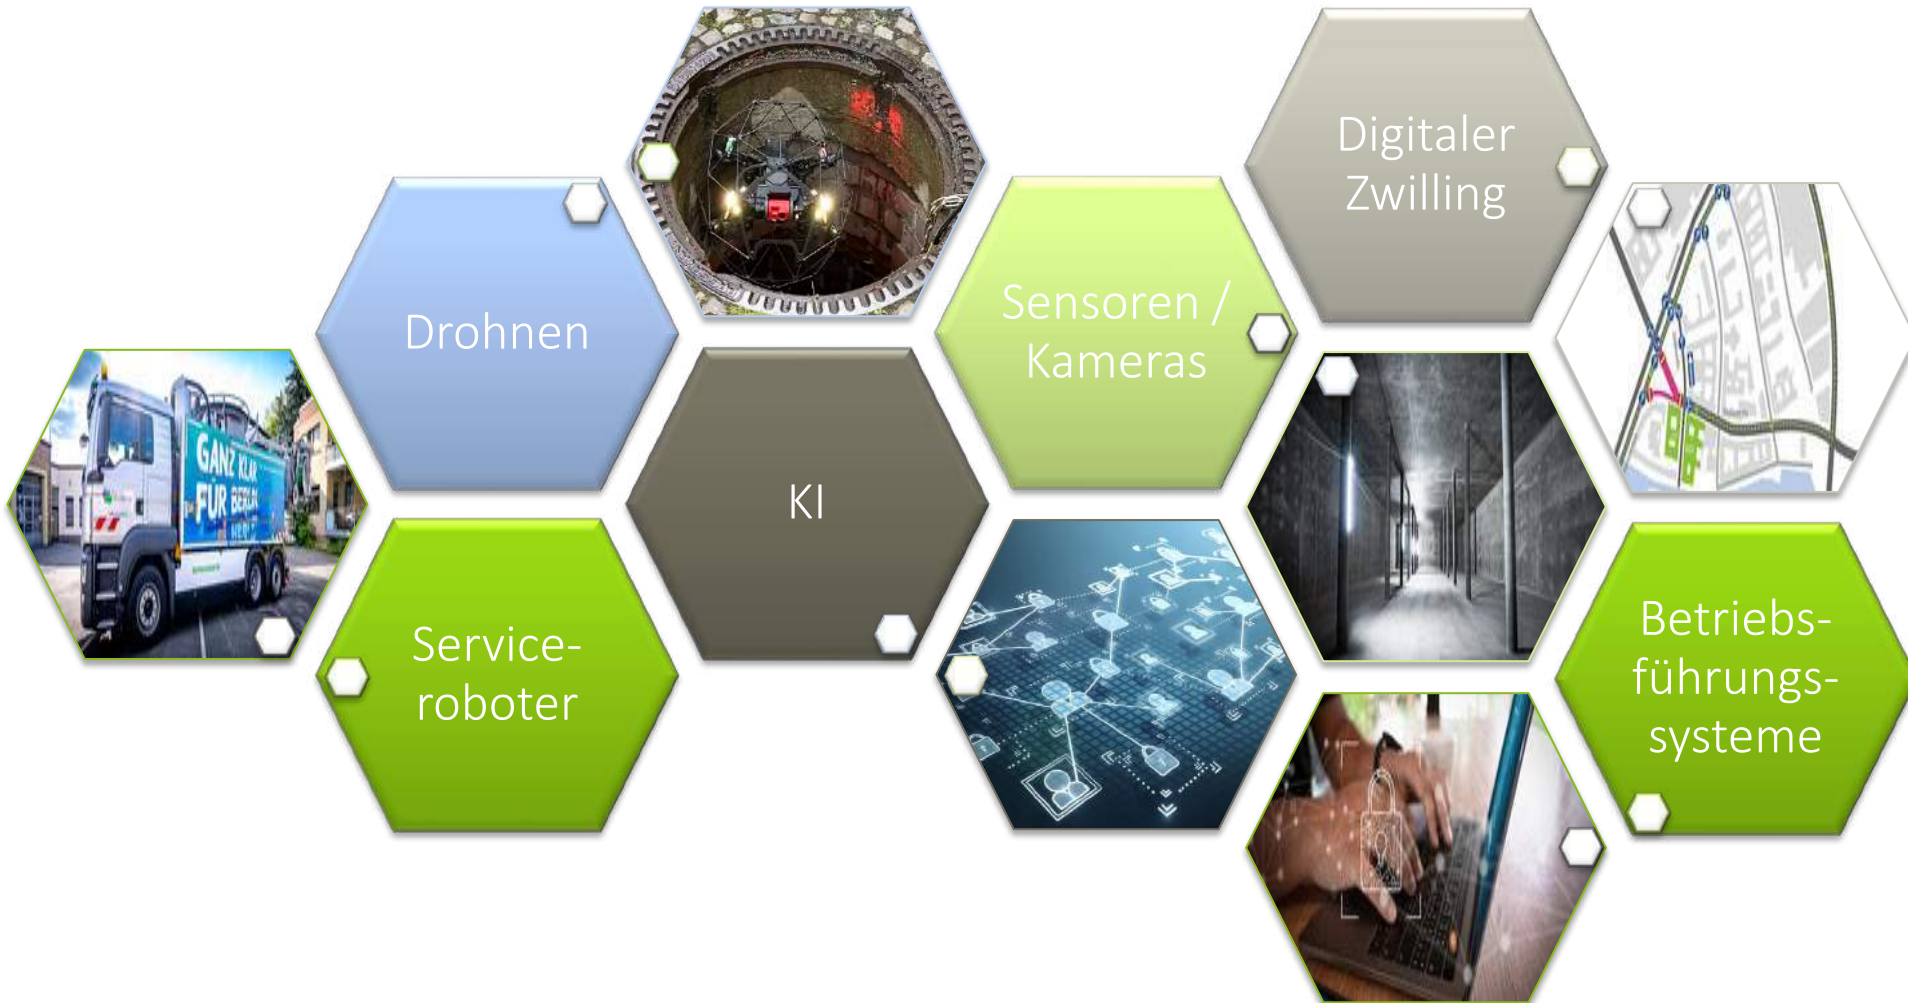 Digitaler
Zwilling
Drohnen
Sensoren /
Kameras
KI
GANZ KLAR
FÜR BERLIN
Service-
roboter
Betriebs-
führungs-
systeme